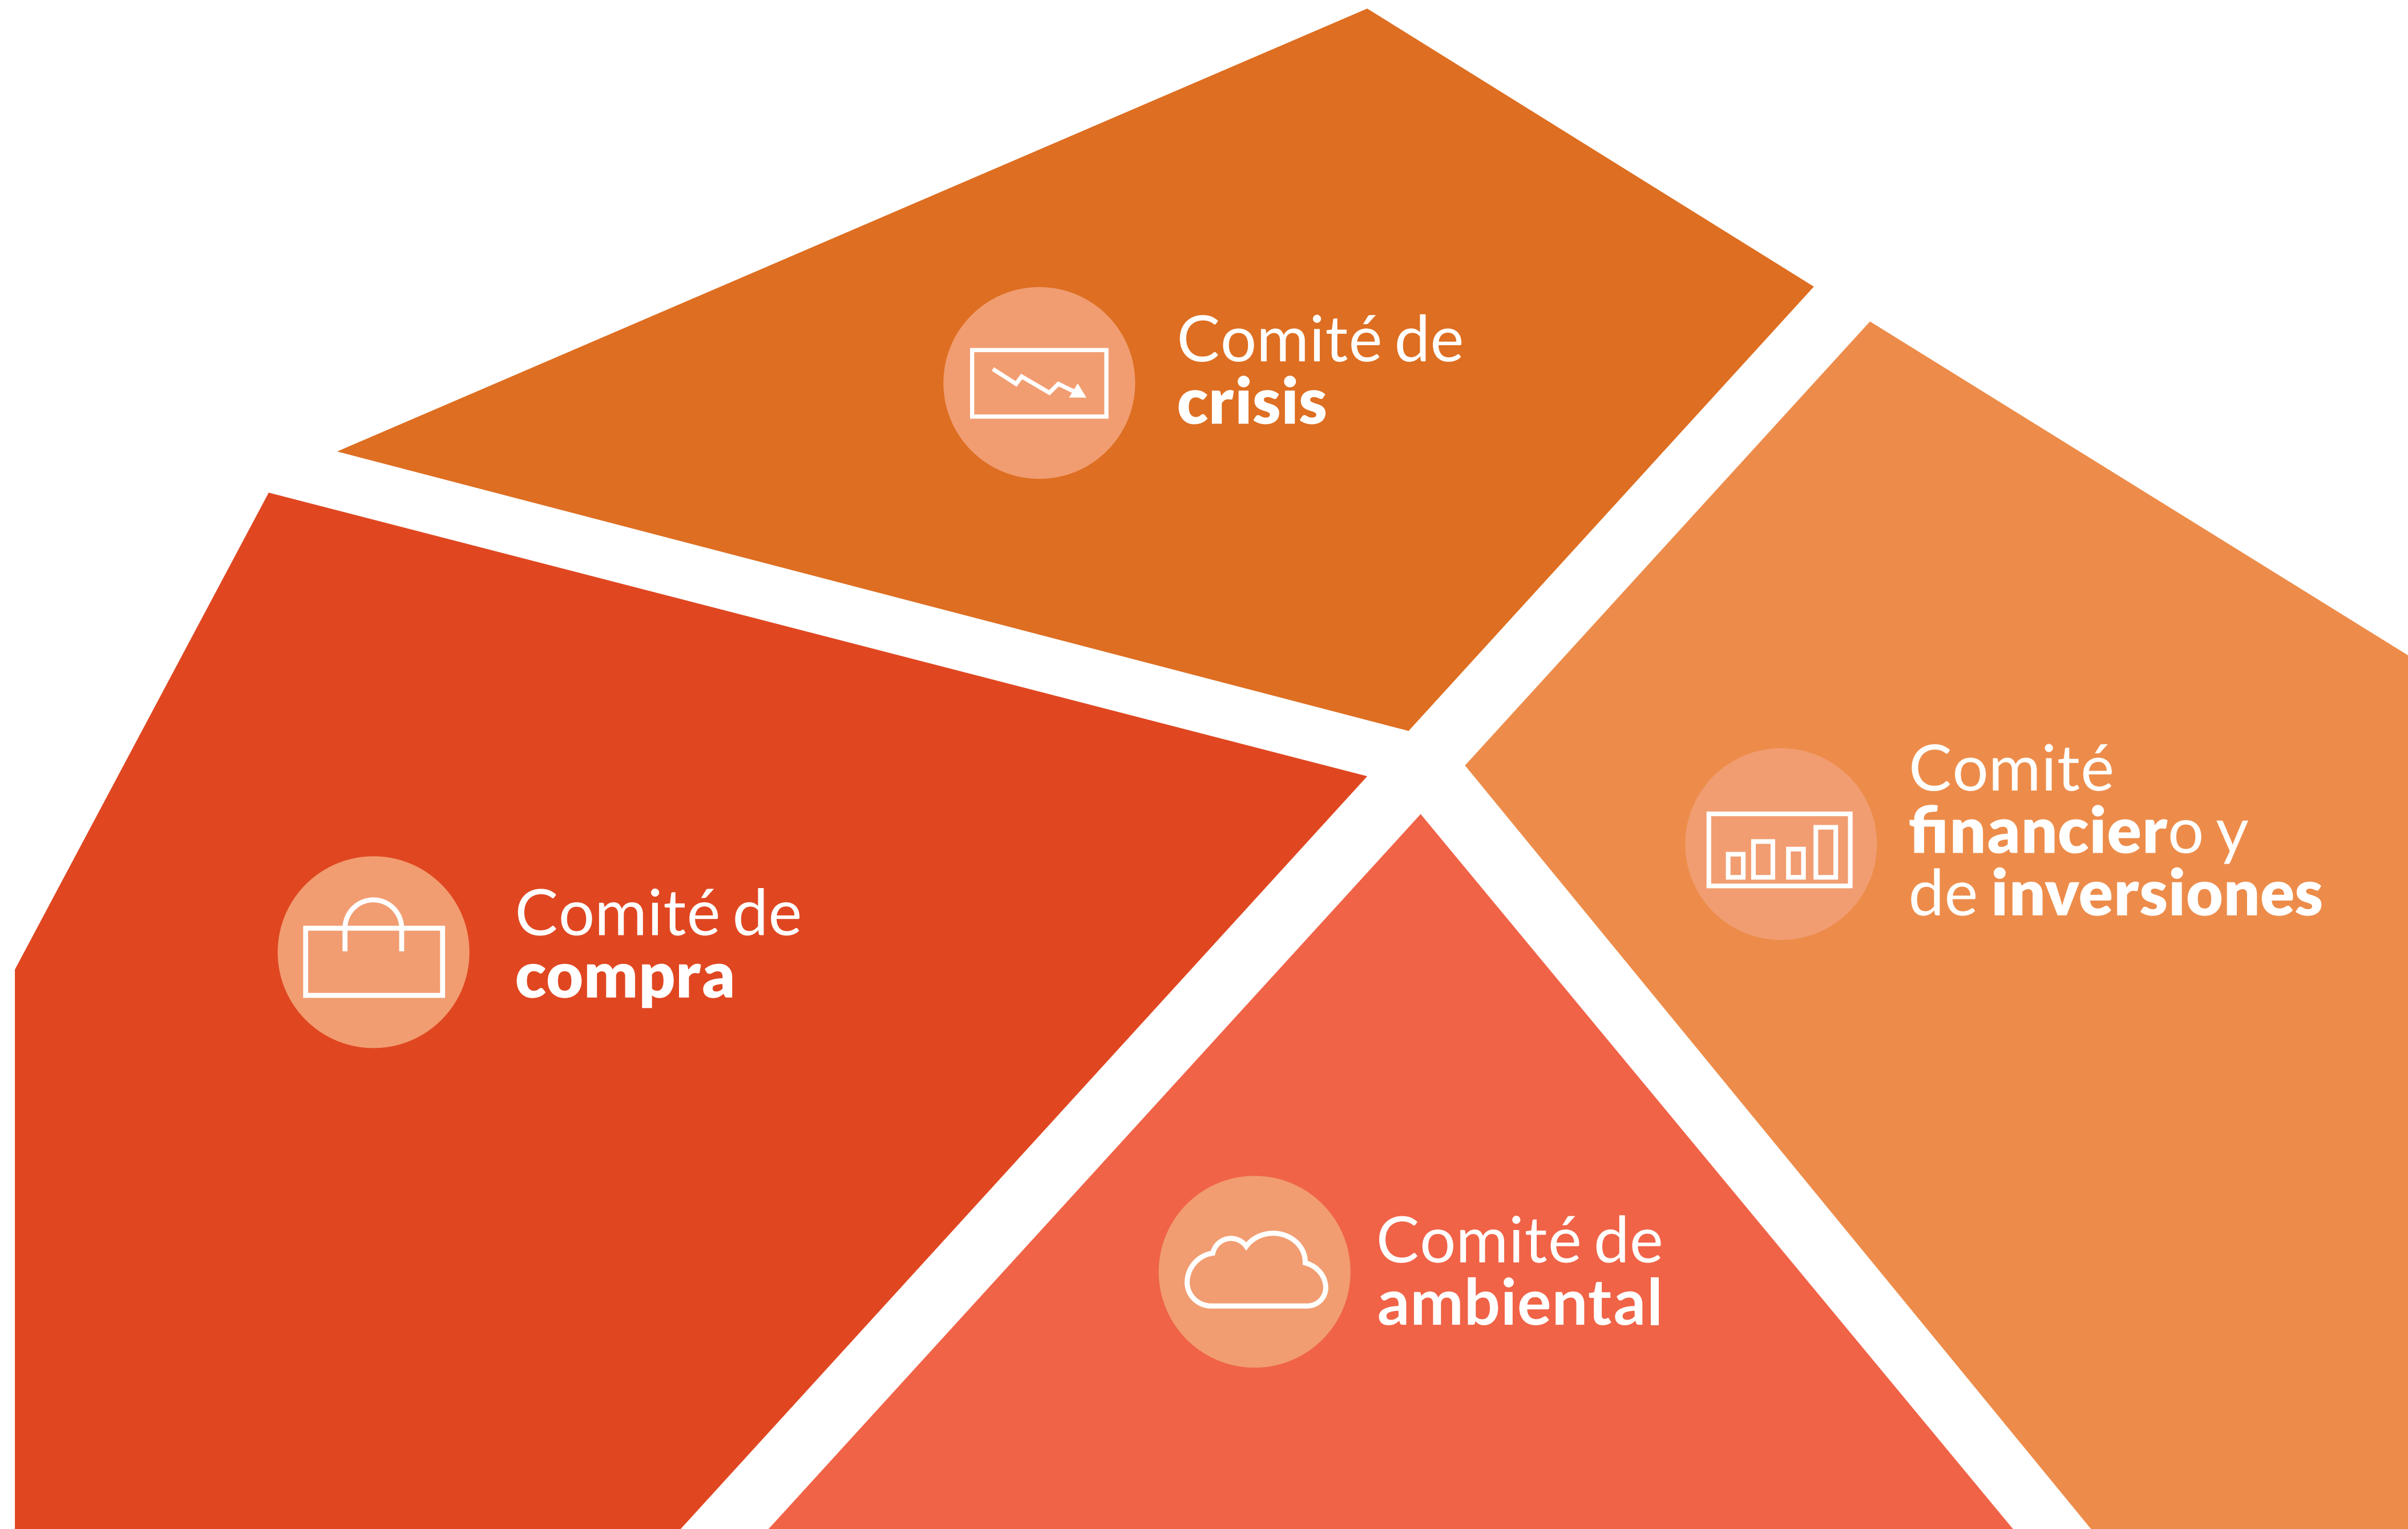 Comité de
crisis
Comité
financiero y
de inversiones
Comité de
compra
Comité de
ambiental